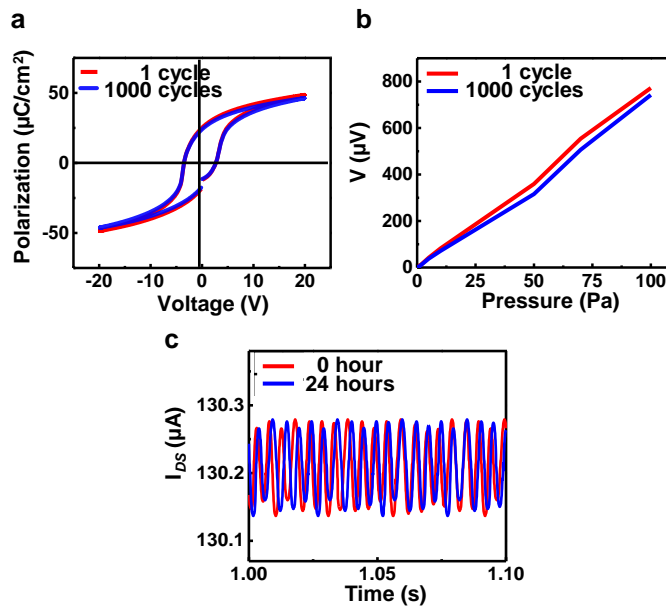 a
1 cycle
1000 cycles
Polarization (µC/cm²)
50
0
-50
-20
-10
0
10
20
Voltage (V)
b
1 cycle
1000 cycles
V (µV)
800
600
400
200
0
0
25
50
75
100
Pressure (Pa)
c
0 hour
24 hours
I_DS (µA)
130.3
130.2
130.1
1.00
1.05
1.10
Time (s)